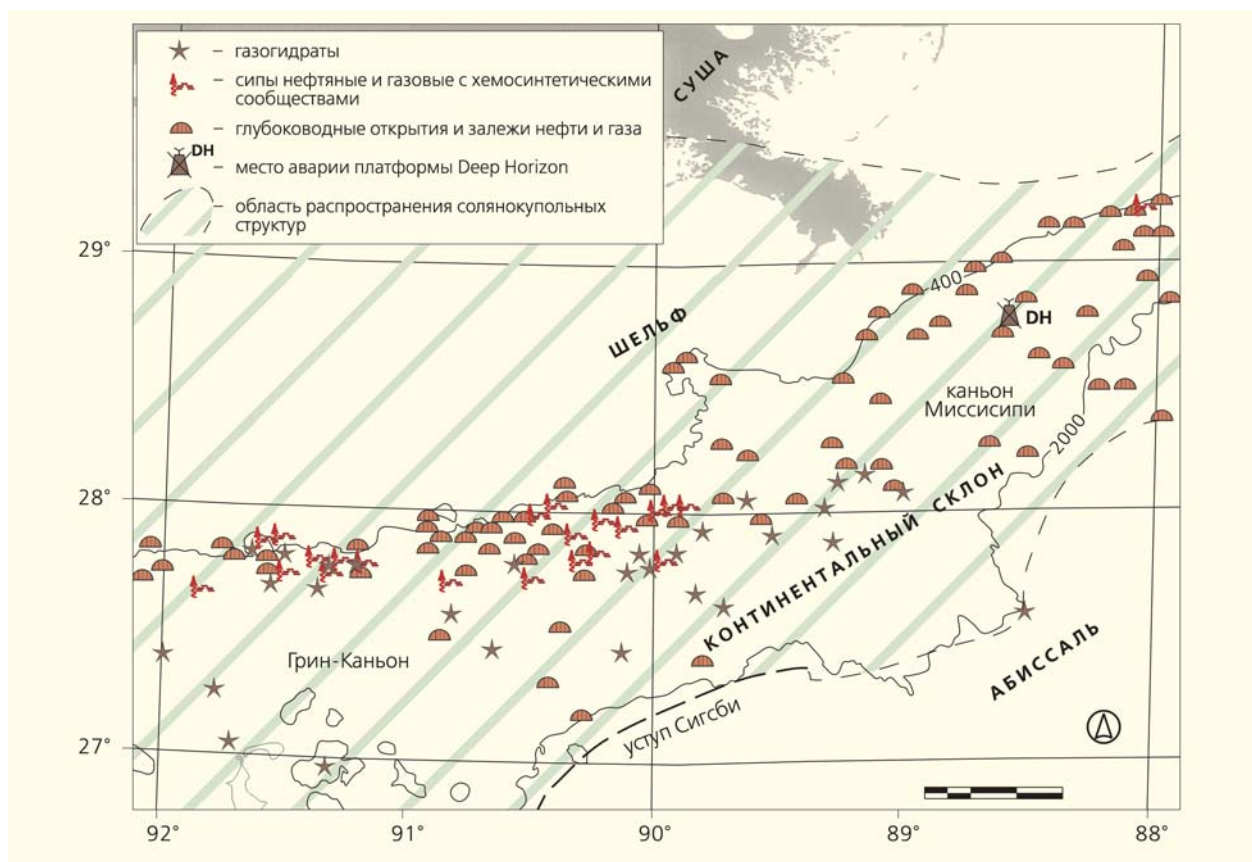 – газогидраты
– сипы нефтяные и газовые с хемосинтетическими
сообществами
– глубоководные открытия и залежи нефти и газа
DH
– место аварии платформы Deep Horizon
– область распространения солянокупольных
структур
СУША
29°
400
ШЕЛЬФ
DH
каньон
Миссисипи
2000
28°
КОНТИНЕНТАЛЬНЫЙ СКЛОН
Грин-Каньон
АБИССАЛЬ
уступ Сигсби
27°
92°
91°
90°
89°
88°